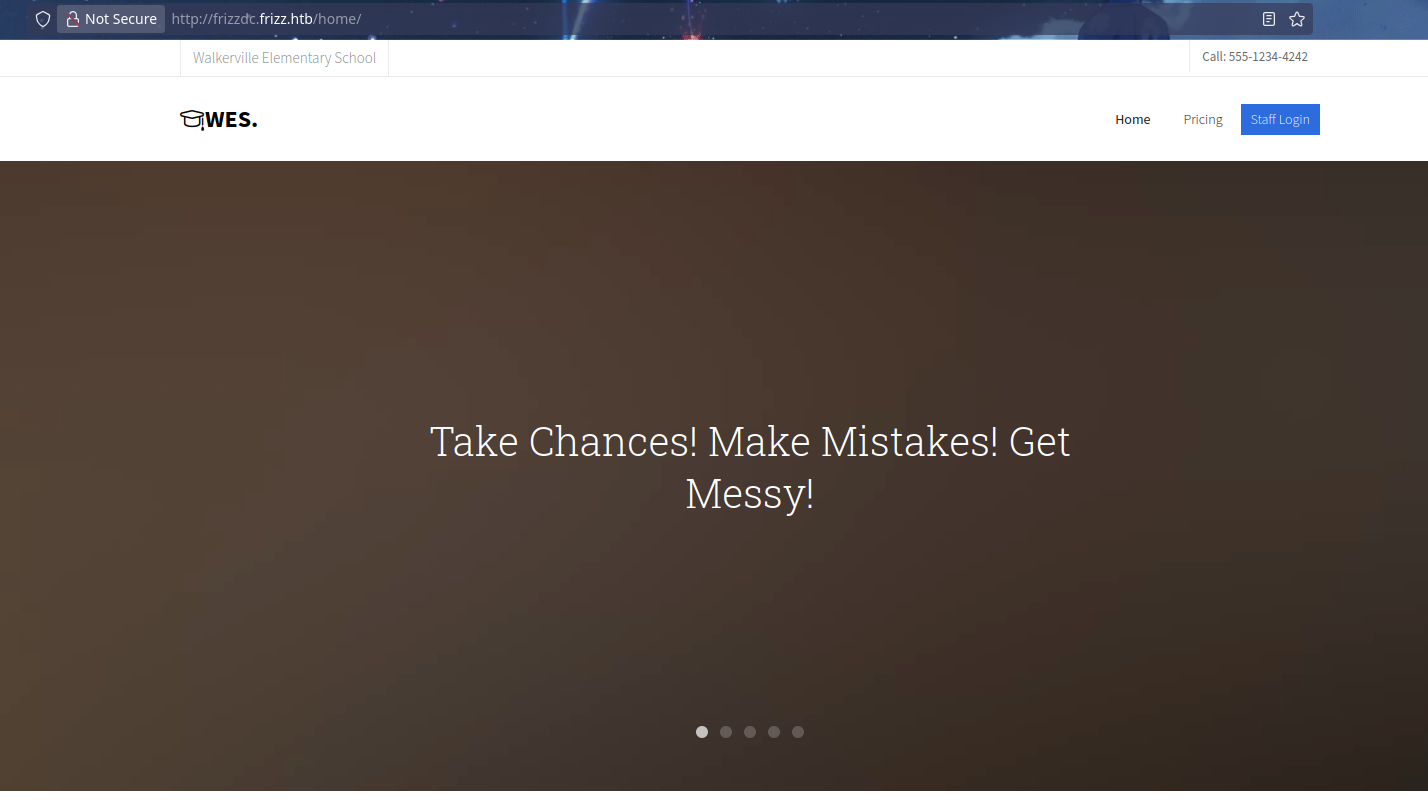 Not Secure http://frizzdc.frizz.htb/home/
Walkerville Elementary School
Call: 555-1234-4242
WES.
Home Pricing Staff Login
Take Chances! Make Mistakes! Get
Messy!